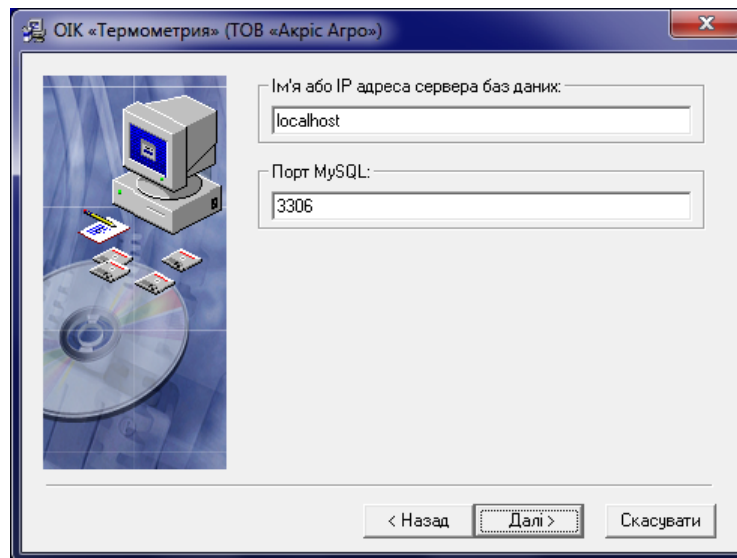 ОІК «Термометрия» (ТОВ «Акріс Агро»)
Ім'я або IP адреса сервера баз даних:
localhost
Порт MySQL:
3306
< Назад
Далі >
Скасувати